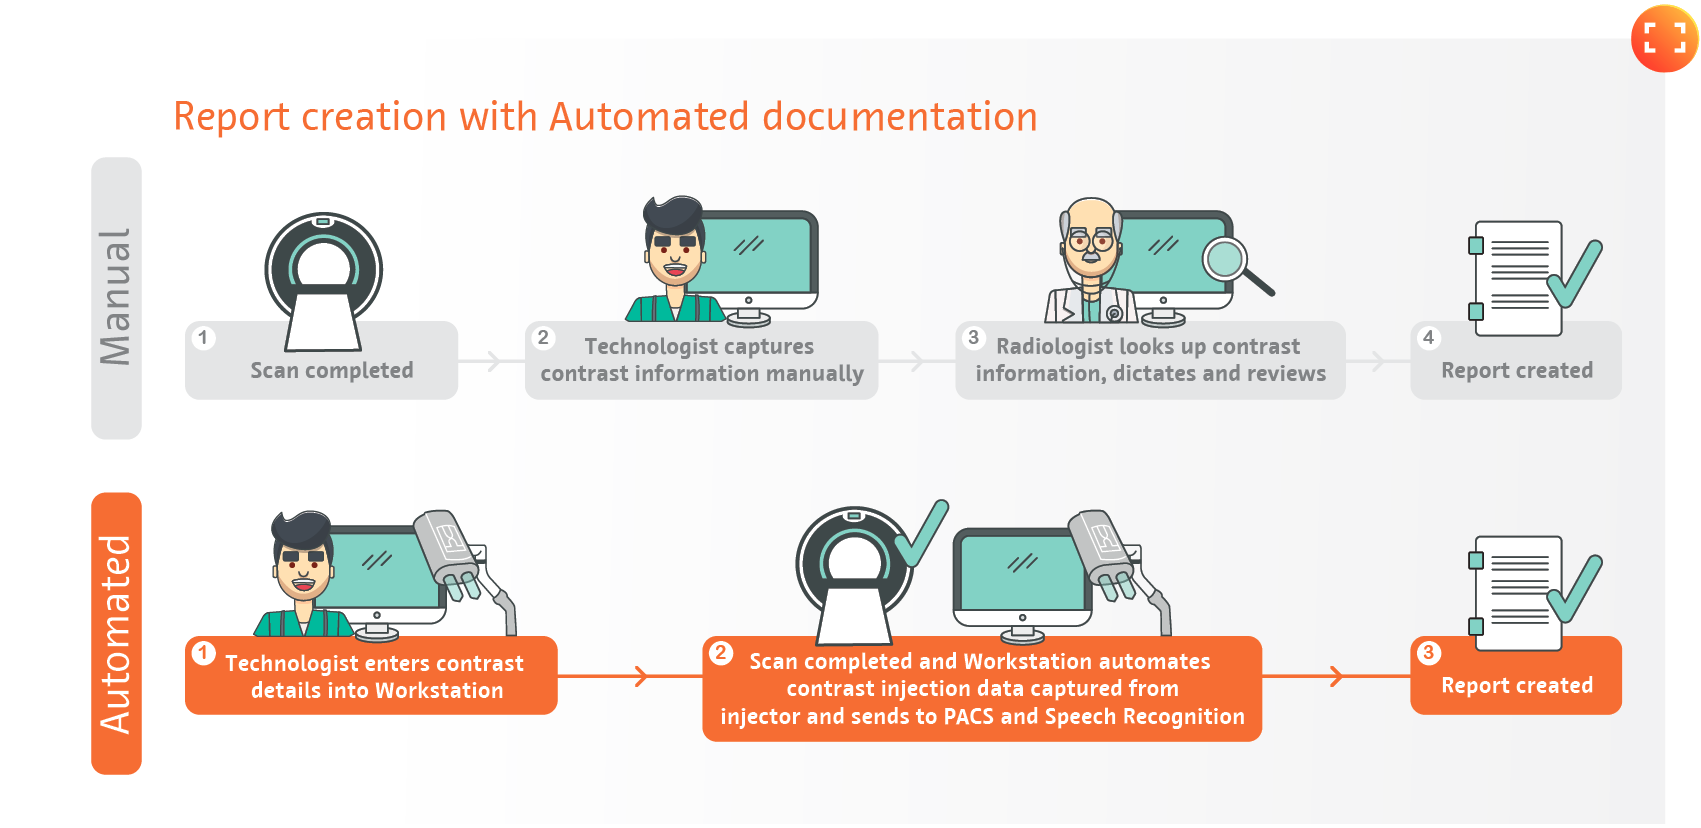 Report creation with Automated documentation
Manual
1
Scan completed
2
Technologist captures
contrast information manually
3
Radiologist looks up contrast
information, dictates and reviews
4
Report created
Automated
1
Technologist enters contrast
details into Workstation
2
Scan completed and Workstation automates
contrast injection data captured from
injector and sends to PACS and Speech Recognition
3
Report created